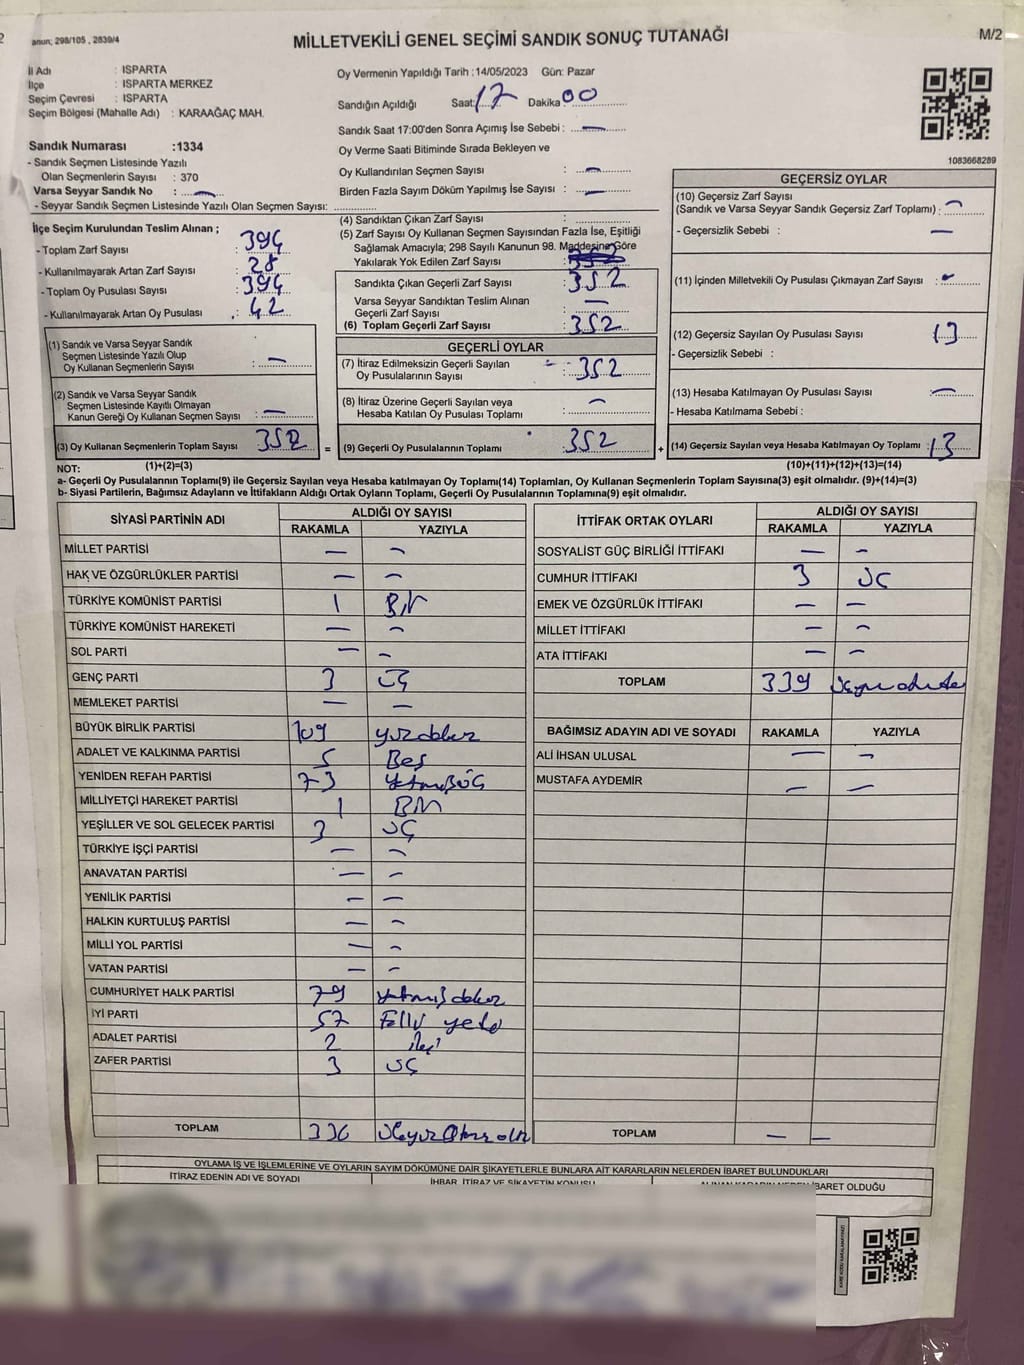 anun; 298/105 , 2839/4
MİLLETVEKİLİ GENEL SEÇİMİ SANDIK SONUÇ TUTANAĞI
M/2
İl Adı : ISPARTA
İlçe : ISPARTA MERKEZ
Seçim Çevresi : ISPARTA
Seçim Bölgesi (Mahalle Adı) : KARAAĞAÇ MAH.
Oy Vermenin Yapıldığı Tarih :14/05/2023 Gün: Pazar
Sandığın Açıldığı Saat: 17 Dakika 00
Sandık Saat 17:00'den Sonra Açımış İse Sebebi : —
Oy Verme Saati Bitiminde Sırada Bekleyen ve
Oy Kullandırılan Seçmen Sayısı : —
Birden Fazla Sayım Döküm Yapılmış İse Sayısı : —
1083668289
Sandık Numarası :1334
- Sandık Seçmen Listesinde Yazılı
Olan Seçmenlerin Sayısı : 370
Varsa Seyyar Sandık No : —
- Seyyar Sandık Seçmen Listesinde Yazılı Olan Seçmen Sayısı:
İlçe Seçim Kurulundan Teslim Alınan ;
- Toplam Zarf Sayısı : 394
- Kullanılmayarak Artan Zarf Sayısı : 28
- Toplam Oy Pusulası Sayısı : 394
- Kullanılmayarak Artan Oy Pusulası : 42
(4) Sandıktan Çıkan Zarf Sayısı :
(5) Zarf Sayısı Oy Kullanan Seçmen Sayısından Fazla İse, Eşitliği
Sağlamak Amacıyla; 298 Sayılı Kanunun 98. Maddesine Göre
Yakılarak Yok Edilen Zarf Sayısı :
Sandıkta Çıkan Geçerli Zarf Sayısı : 352
Varsa Seyyar Sandıktan Teslim Alınan
Geçerli Zarf Sayısı : —
(6) Toplam Geçerli Zarf Sayısı : 352
GEÇERSİZ OYLAR
(10) Geçersiz Zarf Sayısı
(Sandık ve Varsa Seyyar Sandık Geçersiz Zarf Toplamı) : —
- Geçersizlik Sebebi : —
(11) İçinden Milletvekili Oy Pusulası Çıkmayan Zarf Sayısı : -
(12) Geçersiz Sayılan Oy Pusulası Sayısı 13
- Geçersizlik Sebebi :
(13) Hesaba Katılmayan Oy Pusulası Sayısı : —
- Hesaba Katılmama Sebebi :
(1) Sandık ve Varsa Seyyar Sandık
Seçmen Listesinde Yazılı Olup
Oy Kullanan Seçmenlerin Sayısı : —
(2) Sandık ve Varsa Seyyar Sandık
Seçmen Listesinde Kayıtlı Olmayan
Kanun Gereği Oy Kullanan Seçmen Sayısı : —
GEÇERLİ OYLAR
(7) İtiraz Edilmeksizin Geçerli Sayılan
Oy Pusulalarının Sayısı : 352
(8) İtiraz Üzerine Geçerli Sayılan veya
Hesaba Katılan Oy Pusulası Toplamı : —
(3) Oy Kullanan Seçmenlerin Toplam Sayısı 352 = (9) Geçerli Oy Pusulalarının Toplamı 352 + (14) Geçersiz Sayılan veya Hesaba Katılmayan Oy Toplamı : 13
NOT: (1)+(2)=(3) (10)+(11)+(12)+(13)=(14)
a- Geçerli Oy Pusulaları Toplamı(9) ile Geçersiz Sayılan veya Hesaba katılmayan Oy Toplamı(14) Toplamları, Oy Kullanan Seçmenlerin Toplam Sayısına(3) eşit olmalıdır. (9)+(14)=(3)
b- Siyasi Partilerin, Bağımsız Adayların ve İttifakların Aldığı Ortak Oyların Toplamı, Geçerli Oy Pusulalarının Toplamına(9) eşit olmalıdır.
SİYASİ PARTİNİN ADI ALDIĞI OY SAYISI
RAKAMLA YAZIYLA
MİLLET PARTİSİ — —
HAK VE ÖZGÜRLÜKLER PARTİSİ — —
TÜRKİYE KOMÜNİST PARTİSİ 1 Bir
TÜRKİYE KOMÜNİST HAREKETİ — —
SOL PARTİ — —
GENÇ PARTİ 3 üç
MEMLEKET PARTİSİ — —
BÜYÜK BİRLİK PARTİSİ 109 yüzdokuz
ADALET VE KALKINMA PARTİSİ 5 Beş
YENİDEN REFAH PARTİSİ 73 yetmişüç
MİLLİYETÇİ HAREKET PARTİSİ 1 Bir
YEŞİLLER VE SOL GELECEK PARTİSİ 3 üç
TÜRKİYE İŞÇİ PARTİSİ — —
ANAVATAN PARTİSİ — —
YENİLİK PARTİSİ — —
HALKIN KURTULUŞ PARTİSİ — —
MİLLİ YOL PARTİSİ — —
VATAN PARTİSİ — —
CUMHURİYET HALK PARTİSİ 79 yetmiş dokuz
İYİ PARTİ 57 Elli yedi
ADALET PARTİSİ 2 iki
ZAFER PARTİSİ 3 üç
TOPLAM 336
İTTİFAK ORTAK OYLARI ALDIĞI OY SAYISI
RAKAMLA YAZIYLA
SOSYALİST GÜÇ BİRLİĞİ İTTİFAKI — —
CUMHUR İTTİFAKI 3 üç
EMEK VE ÖZGÜRLÜK İTTİFAKI — —
MİLLET İTTİFAKI — —
ATA İTTİFAKI — —
TOPLAM 339
BAĞIMSIZ ADAYIN ADI VE SOYADI RAKAMLA YAZIYLA
ALİ İHSAN ULUSAL — —
MUSTAFA AYDEMİR — —
TOPLAM — —
OYLAMA İŞ VE İŞLEMLERİNE VE OYLARIN SAYIM DÖKÜMÜNE DAİR ŞİKAYETLERLE BUNLARA AİT KARARLARIN NELERDEN İBARET BULUNDUKLARI
İTİRAZ EDENİN ADI VE SOYADI İHBAR, İTİRAZ VE ŞİKAYETİN KONUSU ALINAN KARARIN NEDEN İBARET OLDUĞU